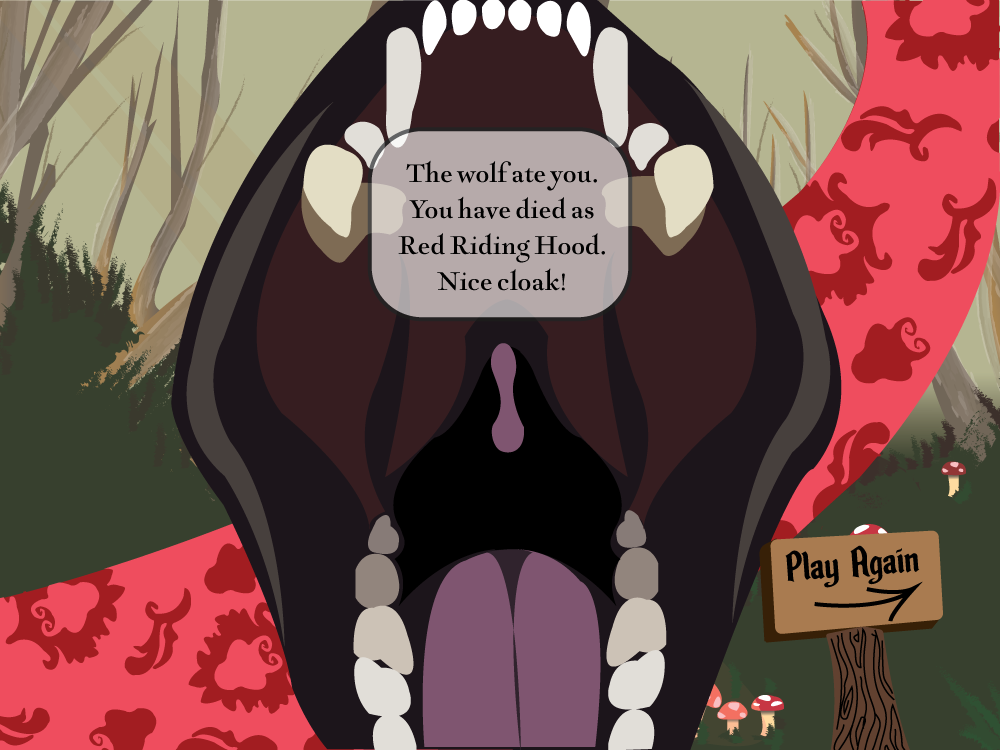 The wolf ate you.
You have died as
Red Riding Hood.
Nice cloak!
Play Again